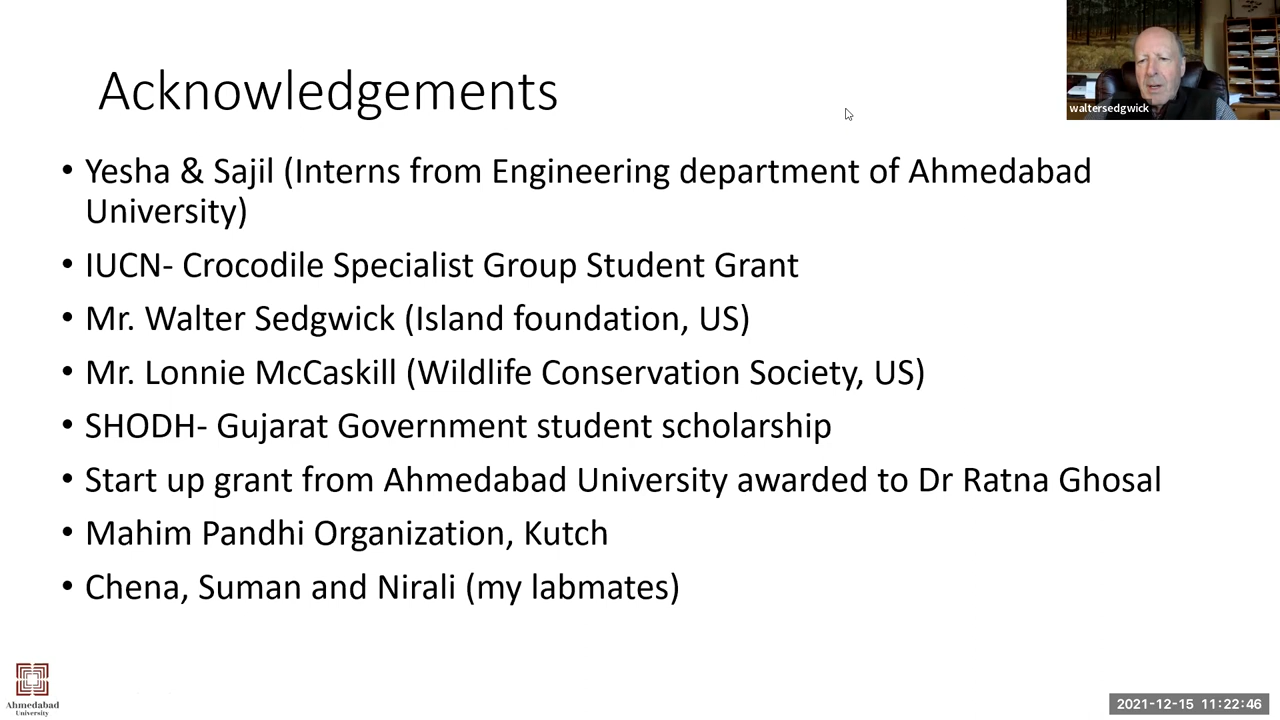 Acknowledgements
waltersedgwick
• Yesha & Sajil (Interns from Engineering department of Ahmedabad
University)
• IUCN- Crocodile Specialist Group Student Grant
• Mr. Walter Sedgwick (Island foundation, US)
• Mr. Lonnie McCaskill (Wildlife Conservation Society, US)
• SHODH- Gujarat Government student scholarship
• Start up grant from Ahmedabad University awarded to Dr Ratna Ghosal
• Mahim Pandhi Organization, Kutch
• Chena, Suman and Nirali (my labmates)
Ahmedabad
University
2021-12-15 11:22:46